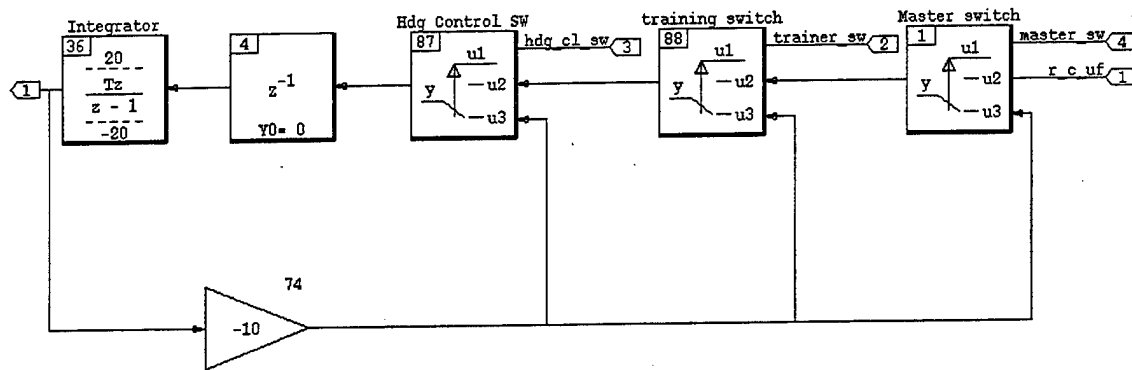 Integrator
Hdg Control SW
training switch
Master switch
36
4
87
88
1
20
Tz
z - 1
-20
z-1
Y0= 0
u1
u2
u3
y
hdg_cl_sw
3
u1
u2
u3
y
trainer_sw
2
u1
u2
u3
y
master_sw
4
r_c_uf
1
1
74
-10